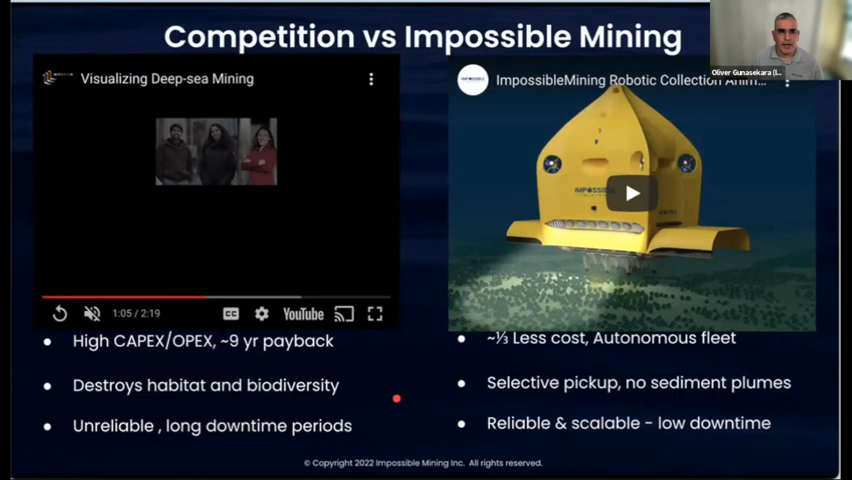 Competition vs Impossible Mining
Oliver Gunasekara (I...
Visualizing Deep-sea Mining
ImpossibleMining Robotic Collection Anim...
IMPOSSIBLE
1:05 / 2:19
CC
YouTube
High CAPEX/OPEX, ~9 yr payback
Destroys habitat and biodiversity
Unreliable , long downtime periods
~⅓ Less cost, Autonomous fleet
Selective pickup, no sediment plumes
Reliable & scalable - low downtime
© Copyright 2022 Impossible Mining Inc. All rights reserved.